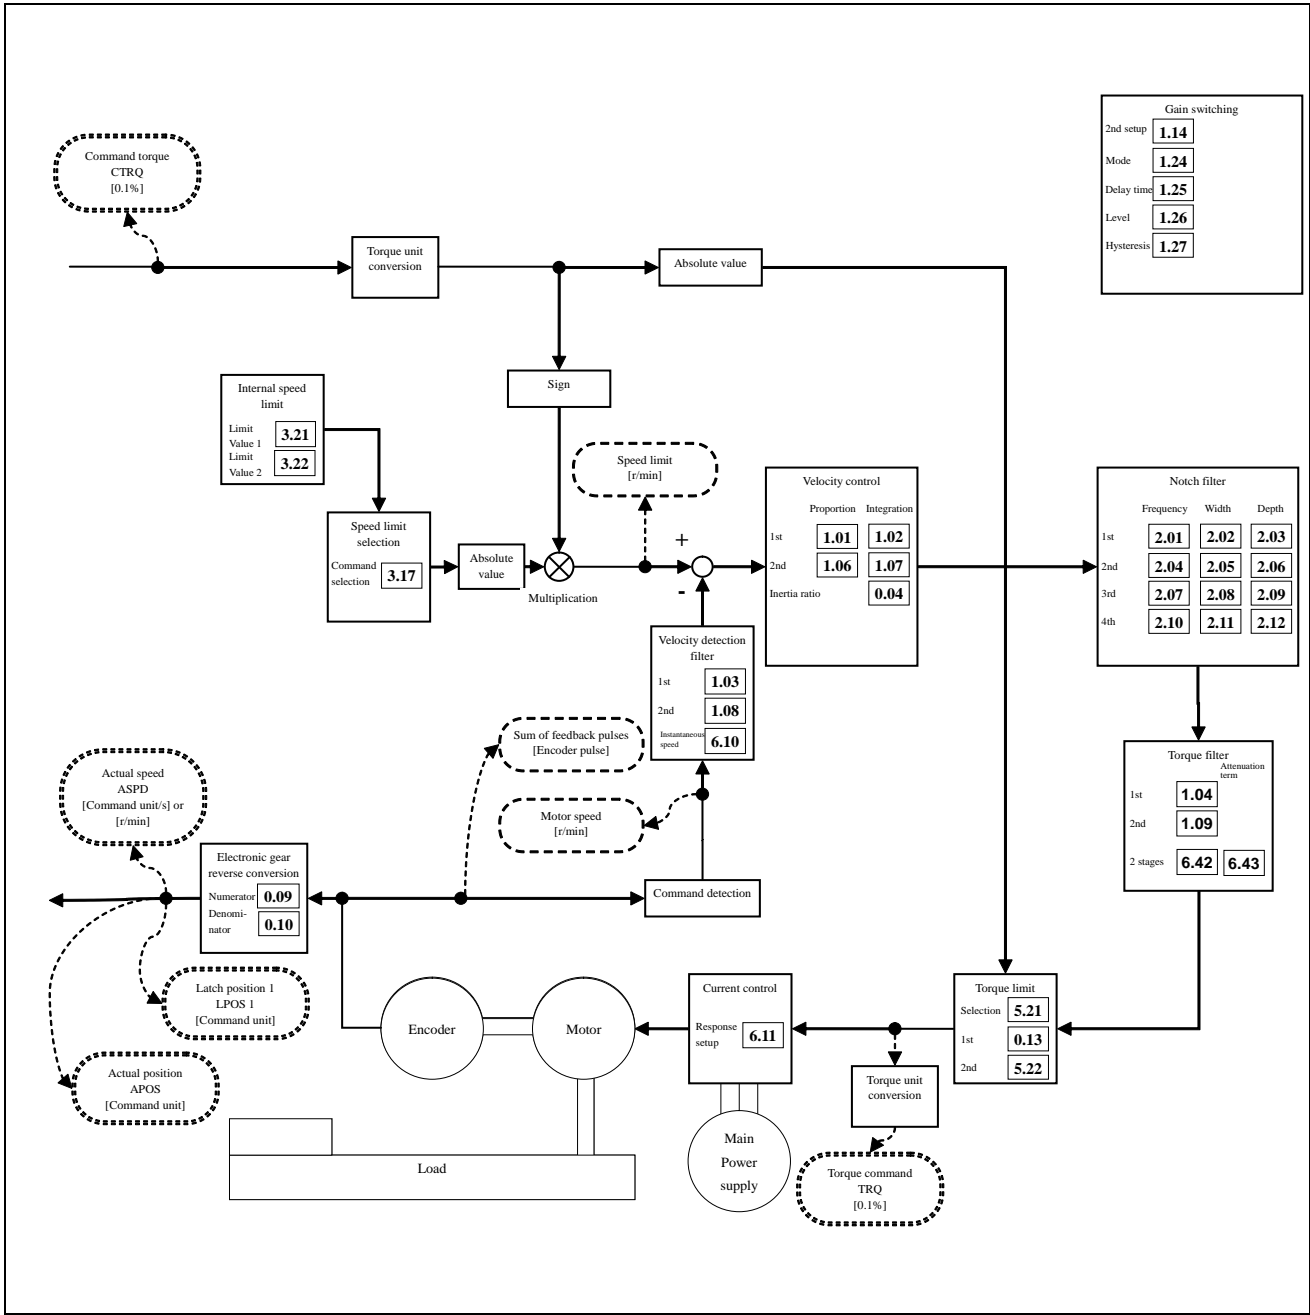 Gain switching
2nd setup 1.14
Mode 1.24
Delay time 1.25
Level 1.26
Hysteresis 1.27
Command torque
CTRQ
[0.1%]
Torque unit
conversion
Absolute value
Sign
Internal speed
limit
Limit
Value 1 3.21
Limit
Value 2 3.22
Speed limit
[r/min]
Speed limit
selection
Command
selection 3.17
Absolute
value
Multiplication
+
-
Velocity control
Proportion Integration
1st 1.01 1.02
2nd 1.06 1.07
Inertia ratio 0.04
Notch filter
Frequency Width Depth
1st 2.01 2.02 2.03
2nd 2.04 2.05 2.06
3rd 2.07 2.08 2.09
4th 2.10 2.11 2.12
Velocity detection
filter
1st 1.03
2nd 1.08
Instantaneous
speed 6.10
Sum of feedback pulses
[Encoder pulse]
Motor speed
[r/min]
Torque filter
Attenuation
term
1st 1.04
2nd 1.09
2 stages 6.42 6.43
Actual speed
ASPD
[Command unit/s] or
[r/min]
Electronic gear
reverse conversion
Numerator 0.09
Denomi-
nator 0.10
Command detection
Latch position 1
LPOS 1
[Command unit]
Actual position
APOS
[Command unit]
Encoder
Motor
Current control
Response
setup 6.11
Torque limit
Selection 5.21
1st 0.13
2nd 5.22
Torque unit
conversion
Load
Main
Power
supply
Torque command
TRQ
[0.1%]